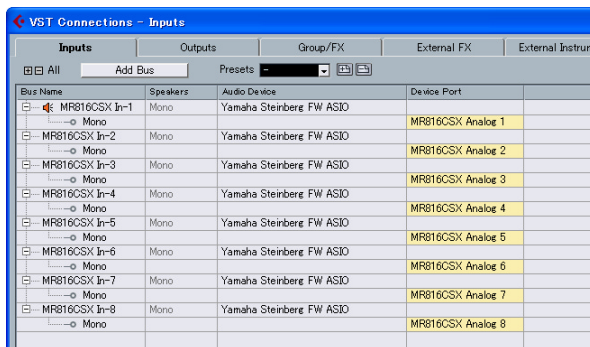 VST Connections - Inputs
Inputs Outputs Group/FX External FX External Instrur
All Add Bus Presets -
Bus Name Speakers Audio Device Device Port
MR816CSX In-1 Mono Yamaha Steinberg FW ASIO
Mono MR816CSX Analog 1
MR816CSX In-2 Mono Yamaha Steinberg FW ASIO
Mono MR816CSX Analog 2
MR816CSX In-3 Mono Yamaha Steinberg FW ASIO
Mono MR816CSX Analog 3
MR816CSX In-4 Mono Yamaha Steinberg FW ASIO
Mono MR816CSX Analog 4
MR816CSX In-5 Mono Yamaha Steinberg FW ASIO
Mono MR816CSX Analog 5
MR816CSX In-6 Mono Yamaha Steinberg FW ASIO
Mono MR816CSX Analog 6
MR816CSX In-7 Mono Yamaha Steinberg FW ASIO
Mono MR816CSX Analog 7
MR816CSX In-8 Mono Yamaha Steinberg FW ASIO
Mono MR816CSX Analog 8